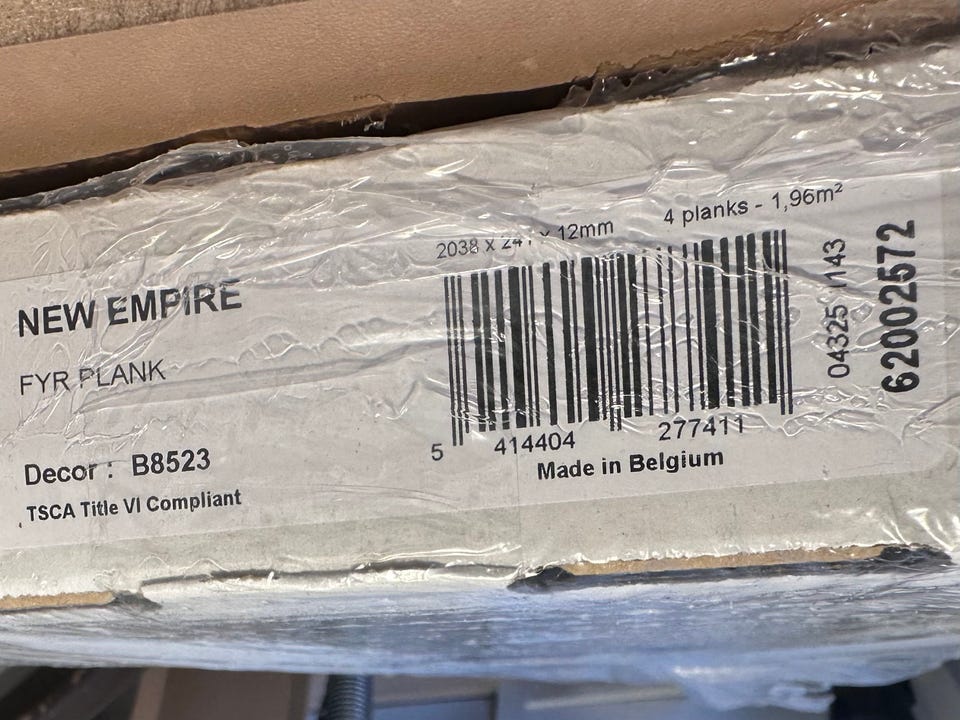 NEW EMPIRE
FYR PLANK
Decor : B8523
TSCA Title VI Compliant
2038 x 241 x 12mm
4 planks - 1,96m²
5 414404 277411
Made in Belgium
04325 1143
62002572